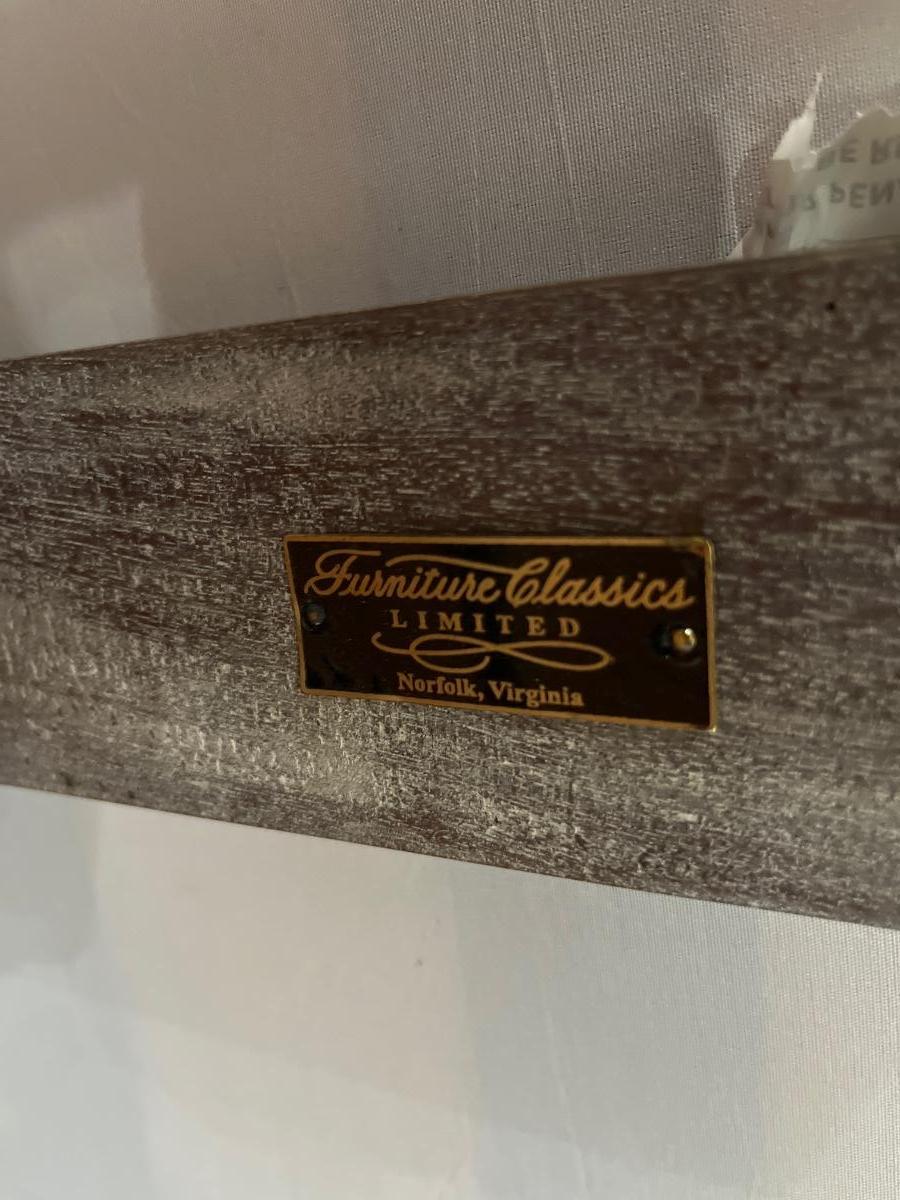 Furniture Classics
LIMITED
Norfolk, Virginia